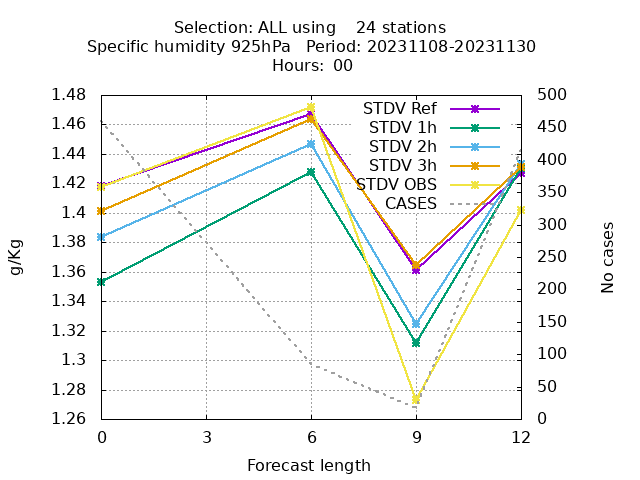 Selection: ALL using    24 stations
Specific humidity 925hPa   Period: 20231108-20231130
Hours:  00
1.48
1.46
1.44
1.42
1.4
1.38
1.36
1.34
1.32
1.3
1.28
1.26
g/Kg
STDV Ref
STDV 1h
STDV 2h
STDV 3h
STDV OBS
CASES
500
450
400
350
300
250
200
150
100
50
0
No cases
0 3 6 9 12
Forecast length